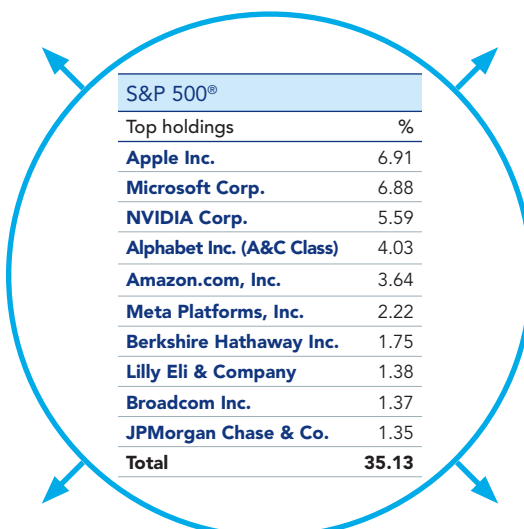 S&P 500®
Top holdings %
Apple Inc. 6.91
Microsoft Corp. 6.88
NVIDIA Corp. 5.59
Alphabet Inc. (A&C Class) 4.03
Amazon.com, Inc. 3.64
Meta Platforms, Inc. 2.22
Berkshire Hathaway Inc. 1.75
Lilly Eli & Company 1.38
Broadcom Inc. 1.37
JPMorgan Chase & Co. 1.35
Total 35.13